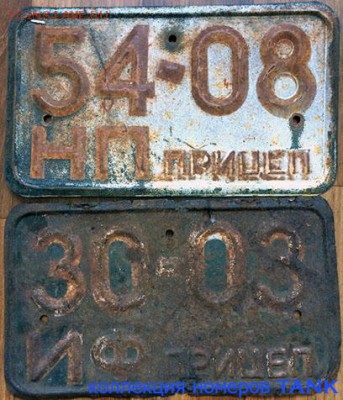 54-08
НП ПРИЦЕП
30-03
ИФ ПРИЦЕП
коллекция номеров TANK